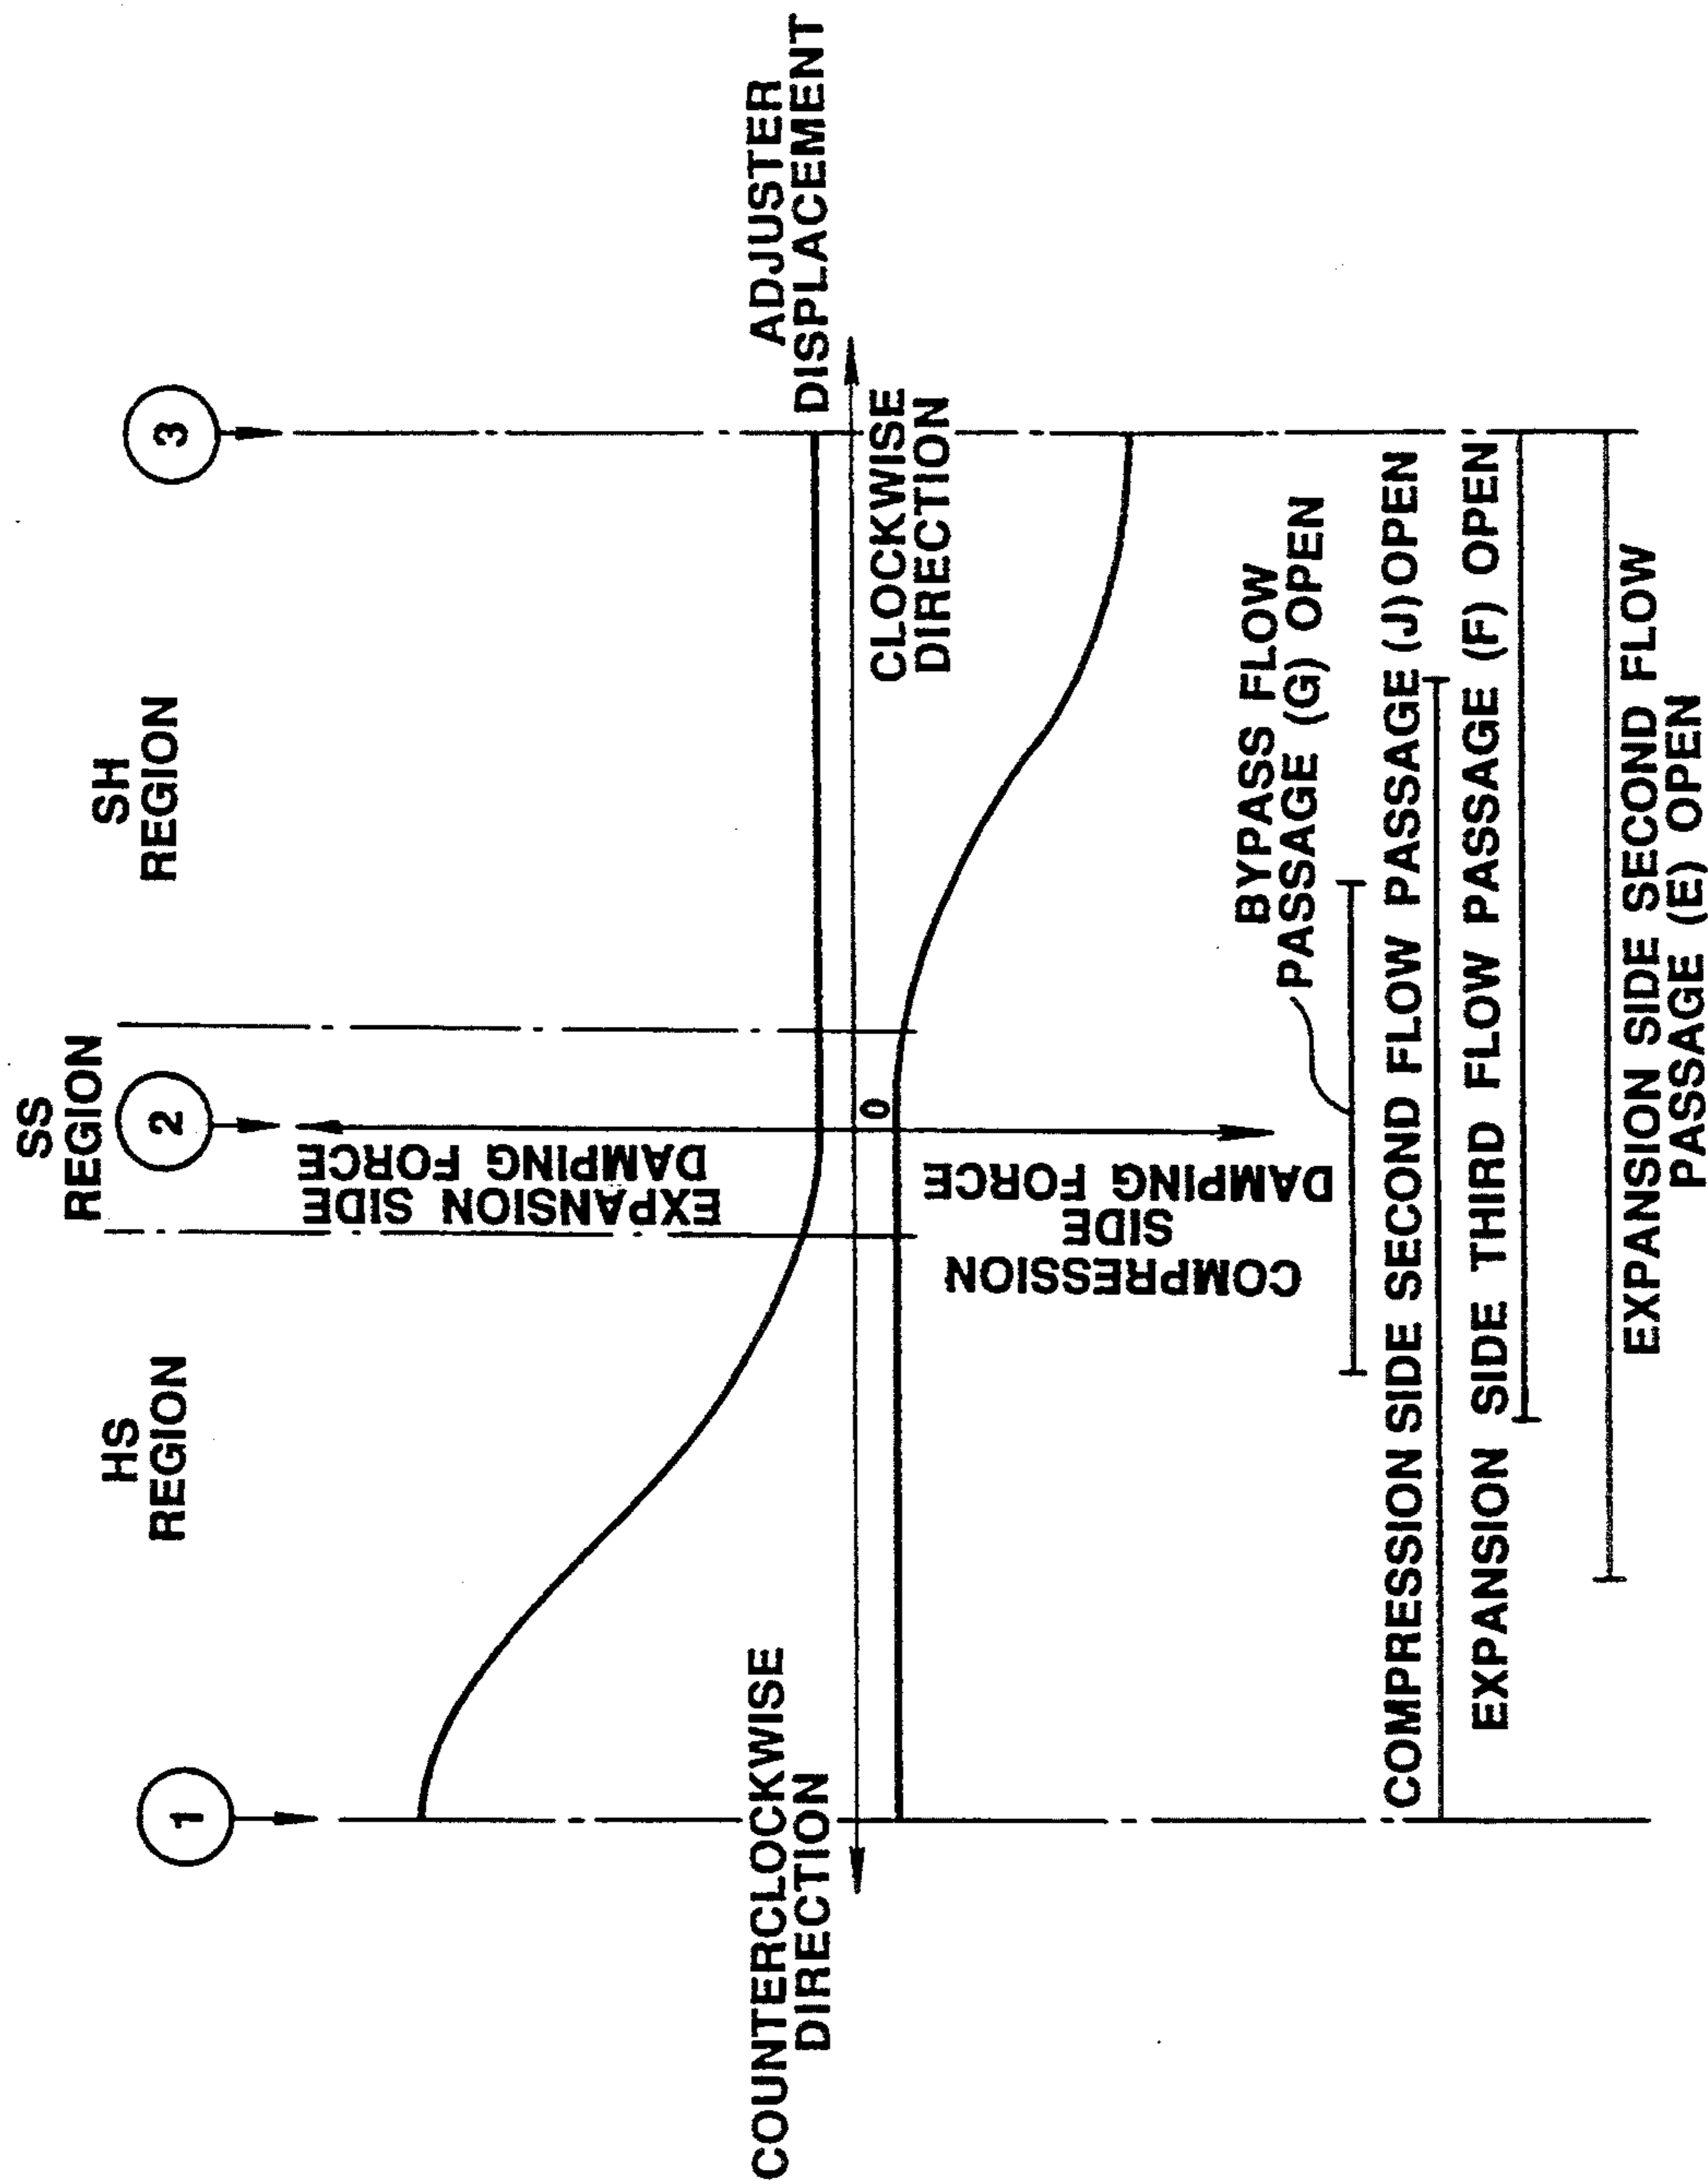 HS
REGION
SS
REGION
SH
REGION
1
2
3
EXPANSION SIDE
DAMPING FORCE
ADJUSTER
DISPLACEMENT
COUNTERCLOCKWISE
DIRECTION
0
CLOCKWISE
DIRECTION
COMPRESSION
SIDE
DAMPING FORCE
BYPASS FLOW
PASSAGE (G) OPEN
COMPRESSION SIDE SECOND FLOW PASSAGE (J) OPEN
EXPANSION SIDE THIRD FLOW PASSAGE (F) OPEN
EXPANSION SIDE SECOND FLOW
PASSAGE (E) OPEN